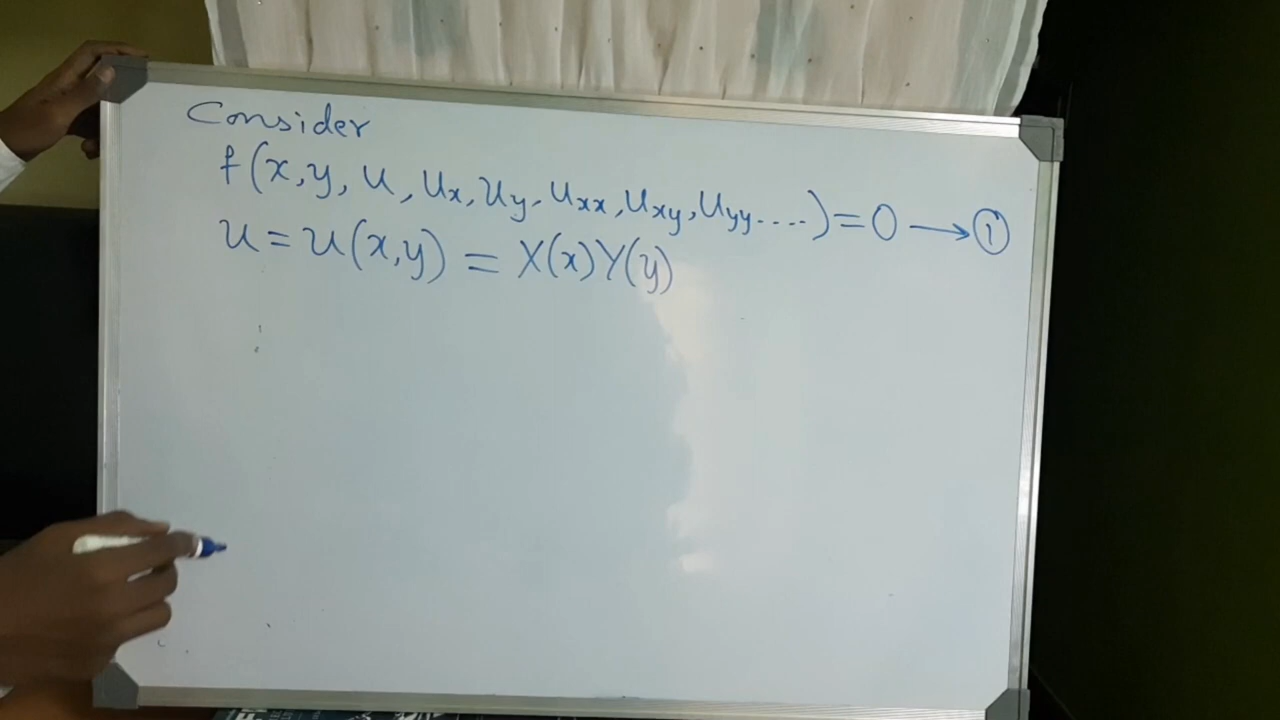 Consider
f(x,y, u, ux, uy, uxx, uxy, uyy....) = 0 → ①
u = u(x,y) = X(x)Y(y)